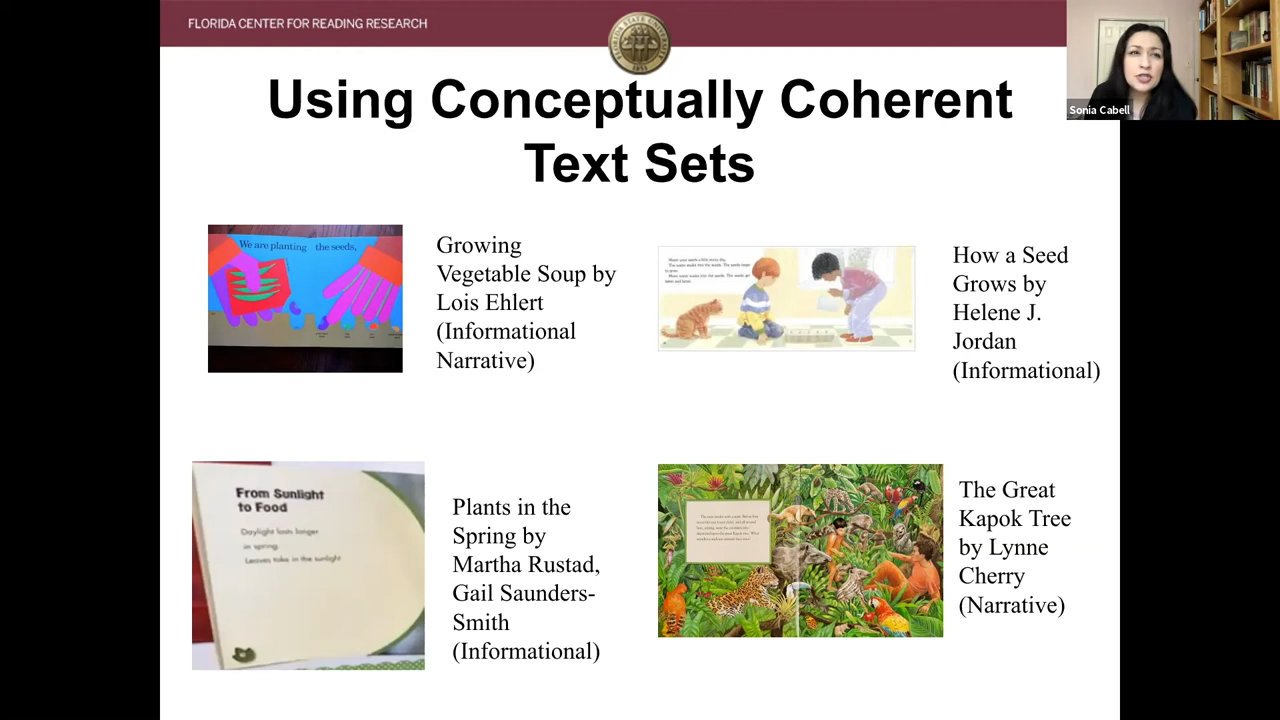 FLORIDA CENTER FOR READING RESEARCH
Sonia Cabell
Using Conceptually Coherent
Text Sets
We are planting the seeds,
Growing
Vegetable Soup by
Lois Ehlert
(Informational
Narrative)
How a Seed
Grows by
Helene J.
Jordan
(Informational)
From Sunlight
to Food
Daylight lasts longer
in spring.
Leaves take in the sunlight
Plants in the
Spring by
Martha Rustad,
Gail Saunders-
Smith
(Informational)
The Great
Kapok Tree
by Lynne
Cherry
(Narrative)